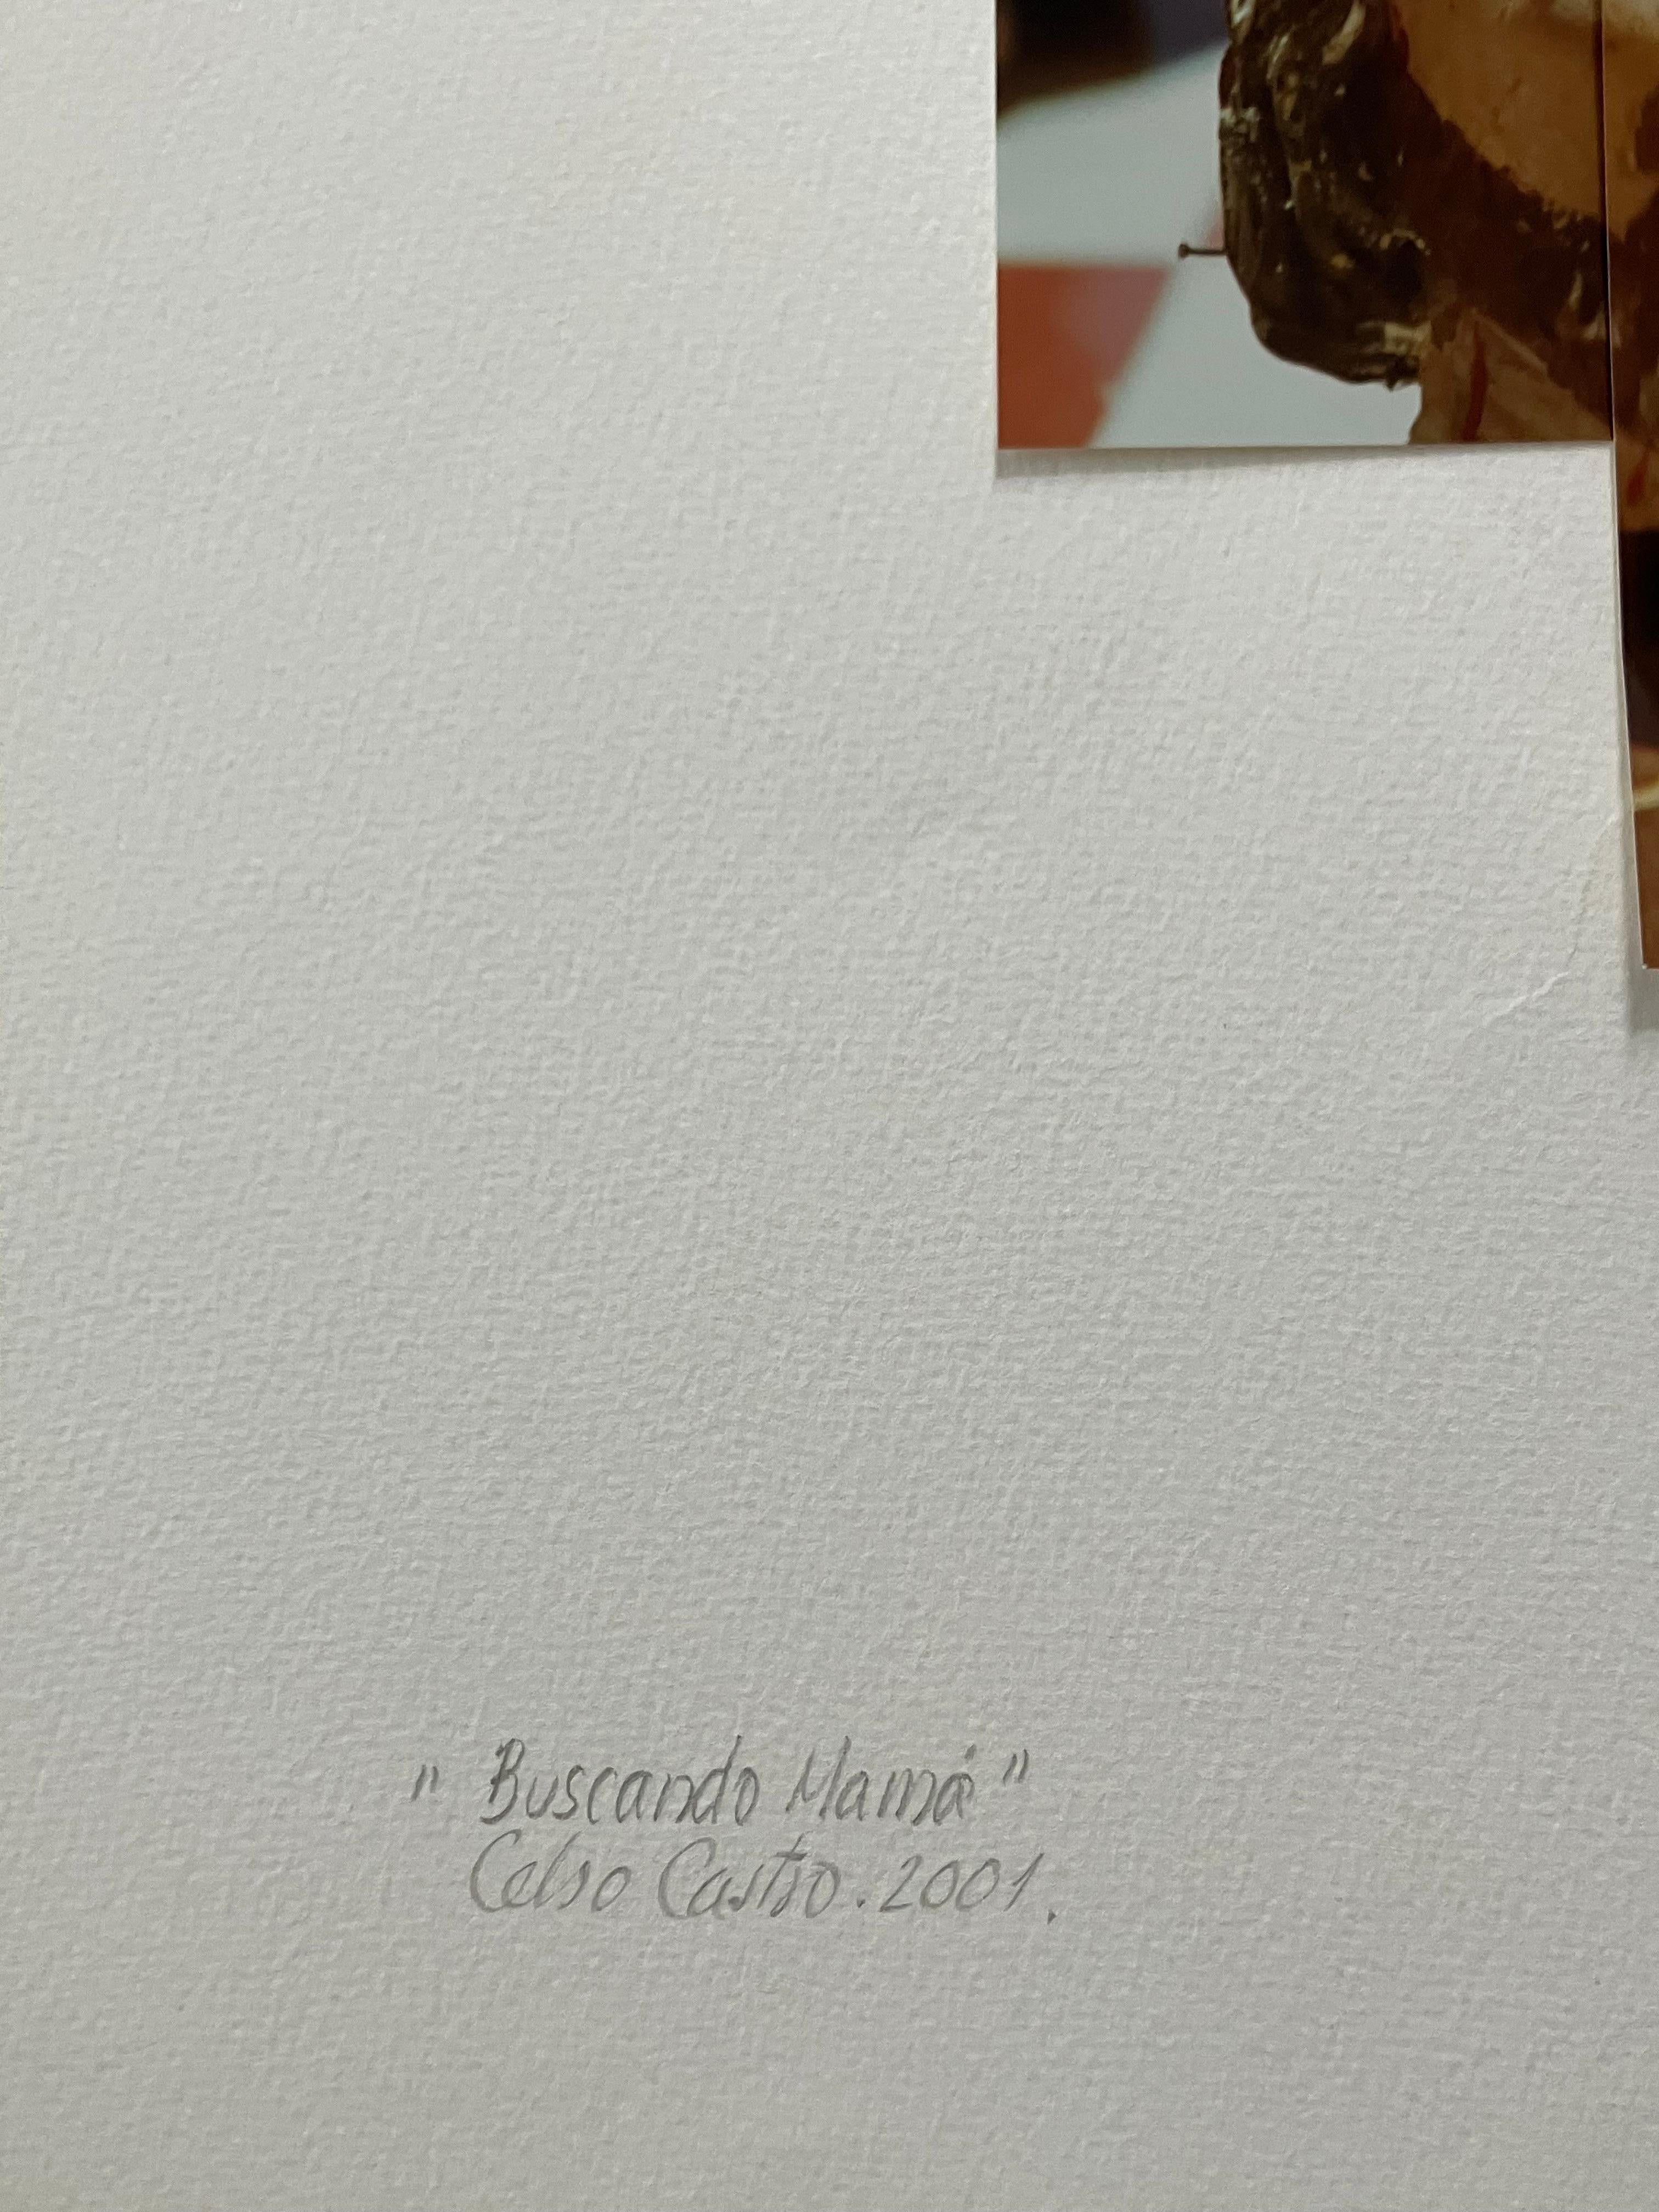 "Buscando Mamá"
Celso Castro. 2001.